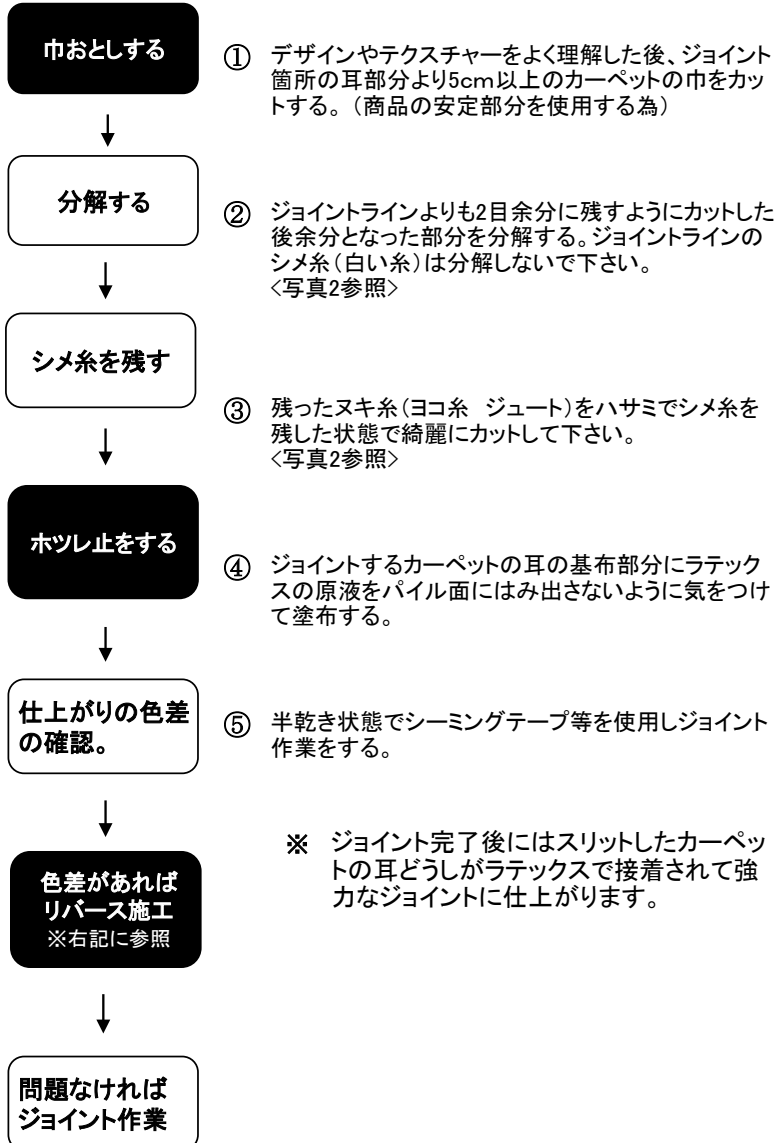 巾おとしする
① デザインやテクスチャーをよく理解した後、ジョイント
箇所の耳部分より5cm以上のカーペットの巾をカッ
トする。（商品の安定部分を使用する為）
分解する
② ジョイントラインよりも2目余分に残すようにカットした
後余分となった部分を分解する。ジョイントラインの
シメ糸（白い糸）は分解しないで下さい。
<写真2参照>
シメ糸を残す
③ 残ったヌキ糸（ヨコ糸　ジュート）をハサミでシメ糸を
残した状態で綺麗にカットして下さい。
<写真2参照>
ホツレ止をする
④ ジョイントするカーペットの耳の基布部分にラテック
スの原液をパイル面にはみ出さないように気をつけ
て塗布する。
仕上がりの色差
の確認。
⑤ 半乾き状態でシーミングテープ等を使用しジョイント
作業をする。
※ ジョイント完了後にはスリットしたカーペッ
トの耳どうしがラテックスで接着されて強
力なジョイントに仕上がります。
色差があれば
リバース施工
※右記に参照
問題なければ
ジョイント作業